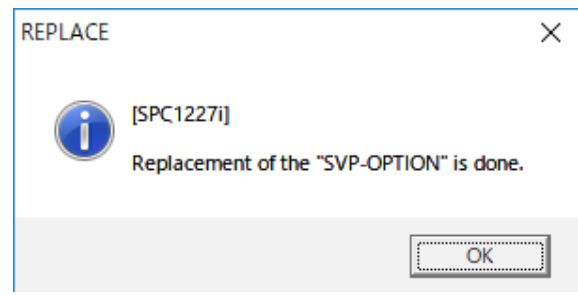 REPLACE
[SPC1227i]
Replacement of the "SVP-OPTION" is done.
OK